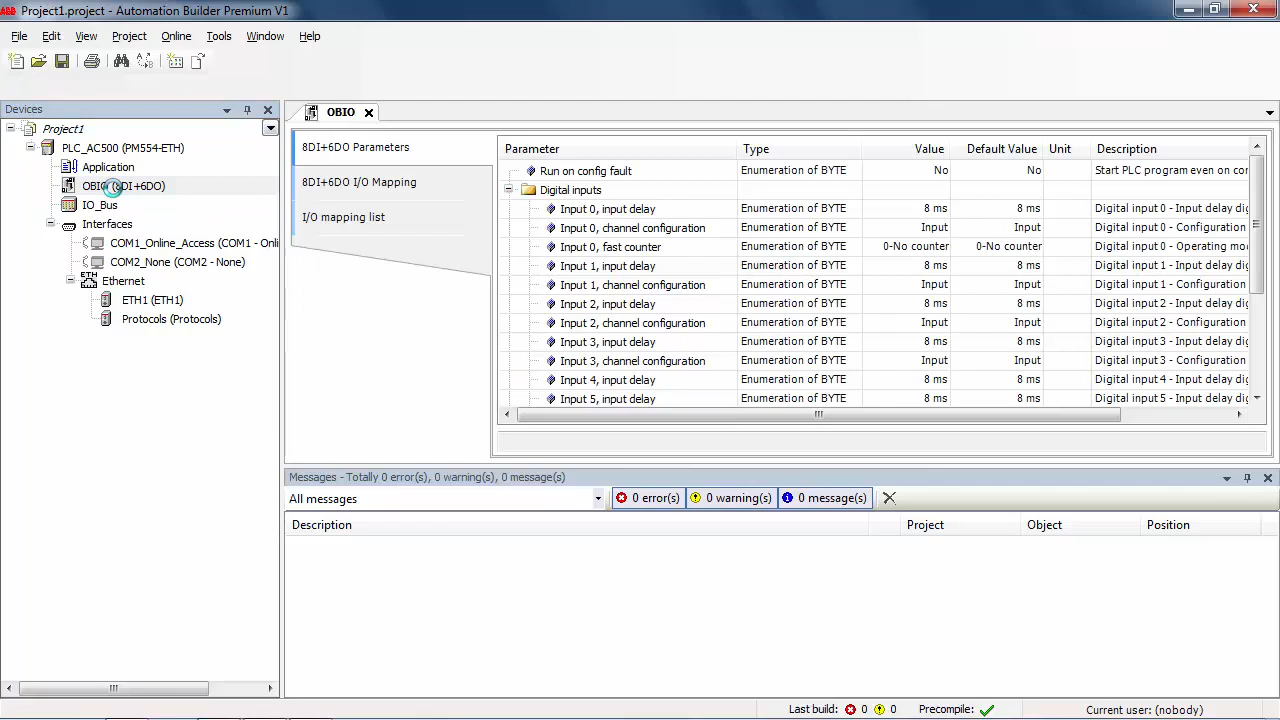 ABB Project1.project - Automation Builder Premium V1
File Edit View Project Online Tools Window Help
Devices
Project1
PLC_AC500 (PM554-ETH)
Application
OBIO (8DI+6DO)
IO_Bus
Interfaces
COM1_Online_Access (COM1 - Onli
COM2_None (COM2 - None)
Ethernet
ETH1 (ETH1)
Protocols (Protocols)
OBIO
8DI+6DO Parameters
8DI+6DO I/O Mapping
I/O mapping list
Parameter Type Value Default Value Unit Description
Run on config fault Enumeration of BYTE No No Start PLC program even on con
Digital inputs
Input 0, input delay Enumeration of BYTE 8 ms 8 ms Digital input 0 - Input delay dig
Input 0, channel configuration Enumeration of BYTE Input Input Digital input 0 - Configuration
Input 0, fast counter Enumeration of BYTE 0-No counter 0-No counter Digital input 0 - Operating mo
Input 1, input delay Enumeration of BYTE 8 ms 8 ms Digital input 1 - Input delay dig
Input 1, channel configuration Enumeration of BYTE Input Input Digital input 1 - Configuration
Input 2, input delay Enumeration of BYTE 8 ms 8 ms Digital input 2 - Input delay dig
Input 2, channel configuration Enumeration of BYTE Input Input Digital input 2 - Configuration
Input 3, input delay Enumeration of BYTE 8 ms 8 ms Digital input 3 - Input delay dig
Input 3, channel configuration Enumeration of BYTE Input Input Digital input 3 - Configuration
Input 4, input delay Enumeration of BYTE 8 ms 8 ms Digital input 4 - Input delay dig
Input 5, input delay Enumeration of BYTE 8 ms 8 ms Digital input 5 - Input delay dig
Messages - Totally 0 error(s), 0 warning(s), 0 message(s)
All messages 0 error(s) 0 warning(s) 0 message(s)
Description Project Object Position
Last build: 0 0 Precompile: Current user: (nobody)